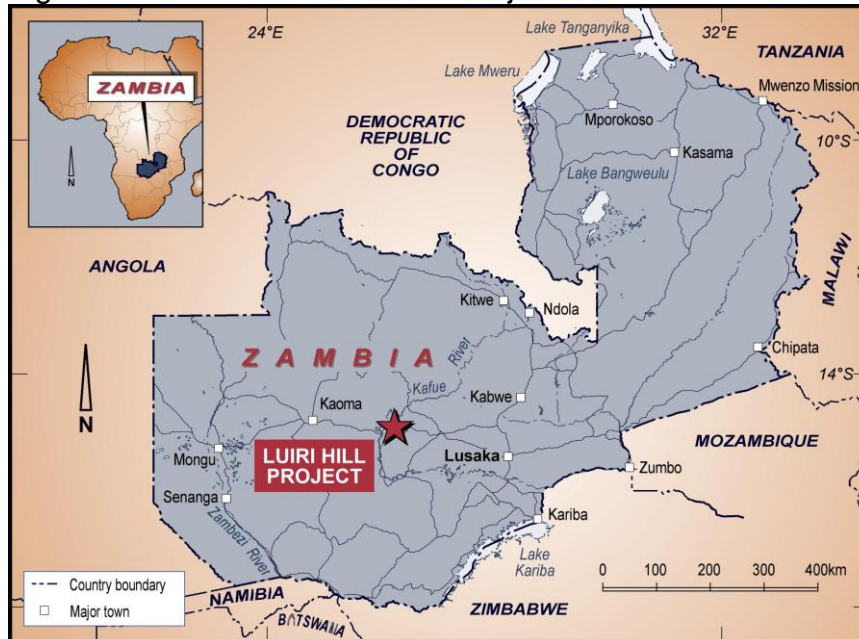 24°E
Lake Tanganyika
32°E
TANZANIA
ZAMBIA
Lake Mweru
Mwenzo Mission
DEMOCRATIC
REPUBLIC
OF
CONGO
Mporokoso
10°S
Kasama
N
Lake Bangweulu
ANGOLA
MALAWI
Kitwe
Ndola
ZAMBIA
River
Kafue
Chipata
14°S
N
Kaoma
Kabwe
LUIRI HILL
PROJECT
Mongu
Lusaka
MOZAMBIQUE
Zumbo
Senanga
Zambezi River
Kariba
Lake
Kariba
0 100 200 300 400km
Country boundary
Major town
NAMIBIA
BOTSWANA
ZIMBABWE